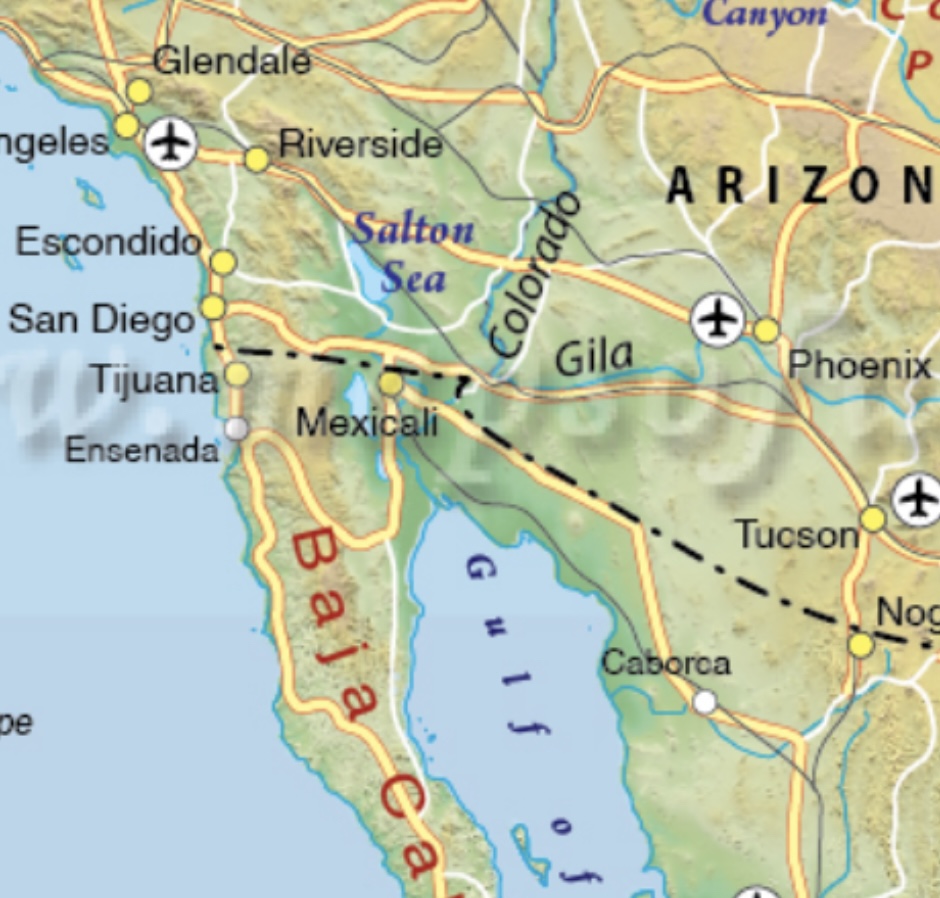 Canyon
C
P
Glendale
ngeles
Riverside
ARIZON
Salton
Sea
Colorado
Escondido
San Diego
Gila
Phoenix
Tijuana
Mexicali
Ensenada
Tucson
Baja
Gulf
Nog
Caborca
pe
Ca
of